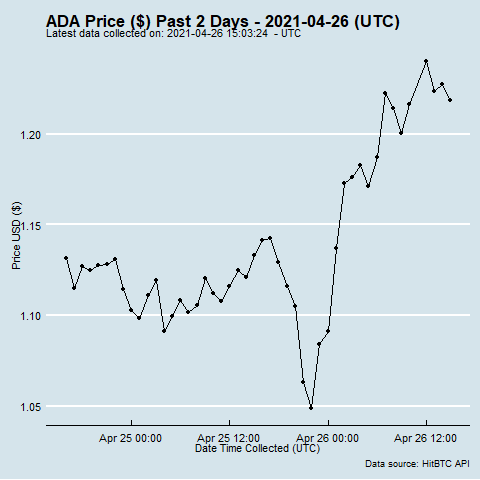 ADA Price ($) Past 2 Days - 2021-04-26 (UTC)
Latest data collected on: 2021-04-26 15:03:24 - UTC
Price USD ($)
1.20
1.15
1.10
1.05
Apr 25 00:00 Apr 25 12:00 Apr 26 00:00 Apr 26 12:00
Date Time Collected (UTC)
Data source: HitBTC API